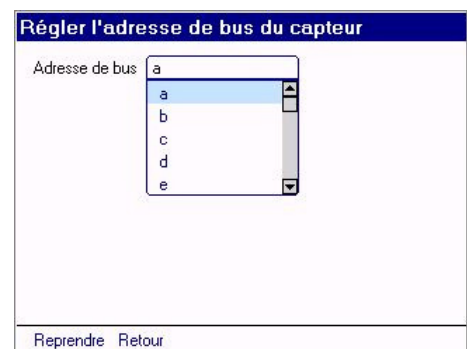 Régler l'adresse de bus du capteur
Adresse de bus a
a
b
c
d
e
Reprendre Retour